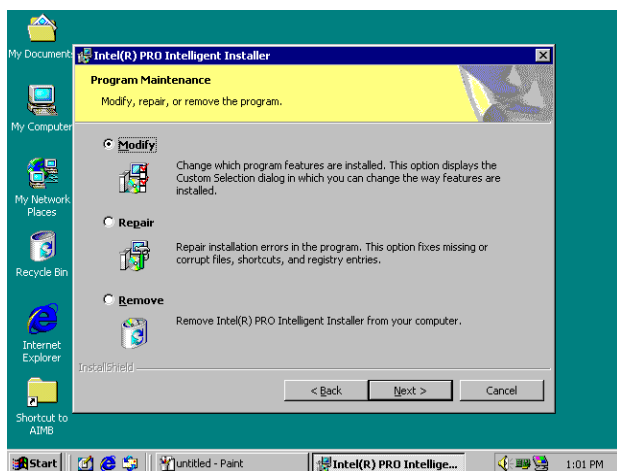 My Documents
Intel(R) PRO Intelligent Installer
Program Maintenance
Modify, repair, or remove the program.
My Computer
Modify
Change which program features are installed. This option displays the
Custom Selection dialog in which you can change the way features are
installed.
My Network
Places
Repair
Repair installation errors in the program. This option fixes missing or
corrupt files, shortcuts, and registry entries.
Recycle Bin
Remove
Remove Intel(R) PRO Intelligent Installer from your computer.
Internet
Explorer
InstallShield
< Back
Next >
Cancel
Shortcut to
AIMB
Start
untitled - Paint
Intel(R) PRO Intellige...
1:01 PM